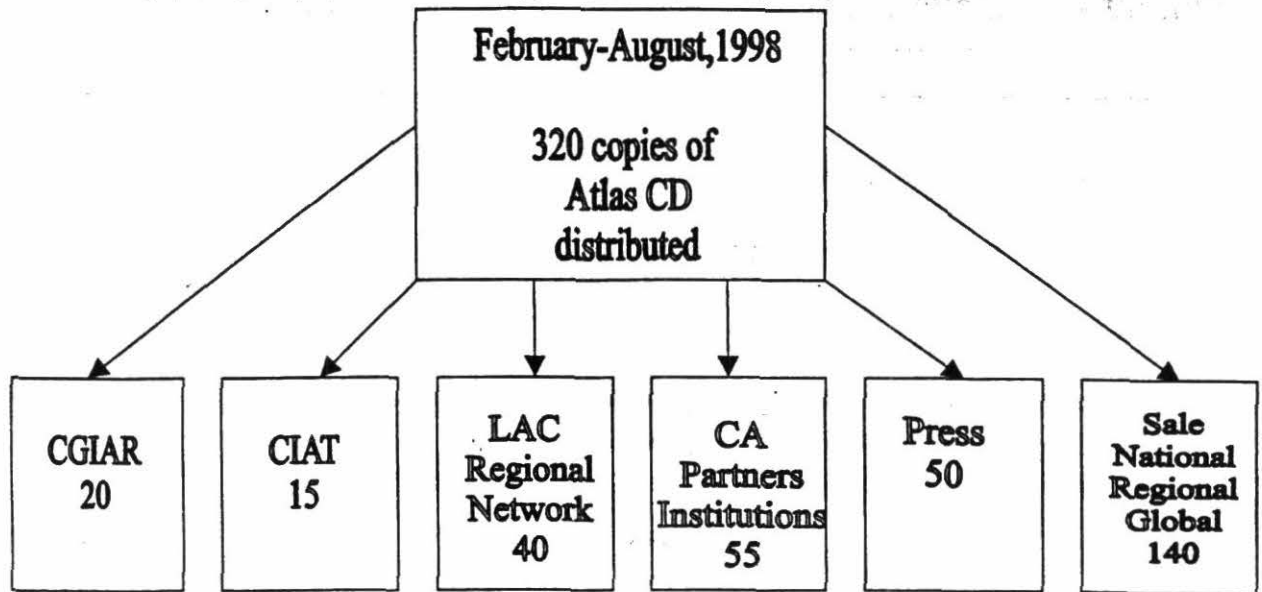 February-August,1998
320 copies of
Atlas CD
distributed
CGIAR
20
CIAT
15
LAC
Regional
Network
40
CA
Partners
Institutions
55
Press
50
Sale
National
Regional
Global
140